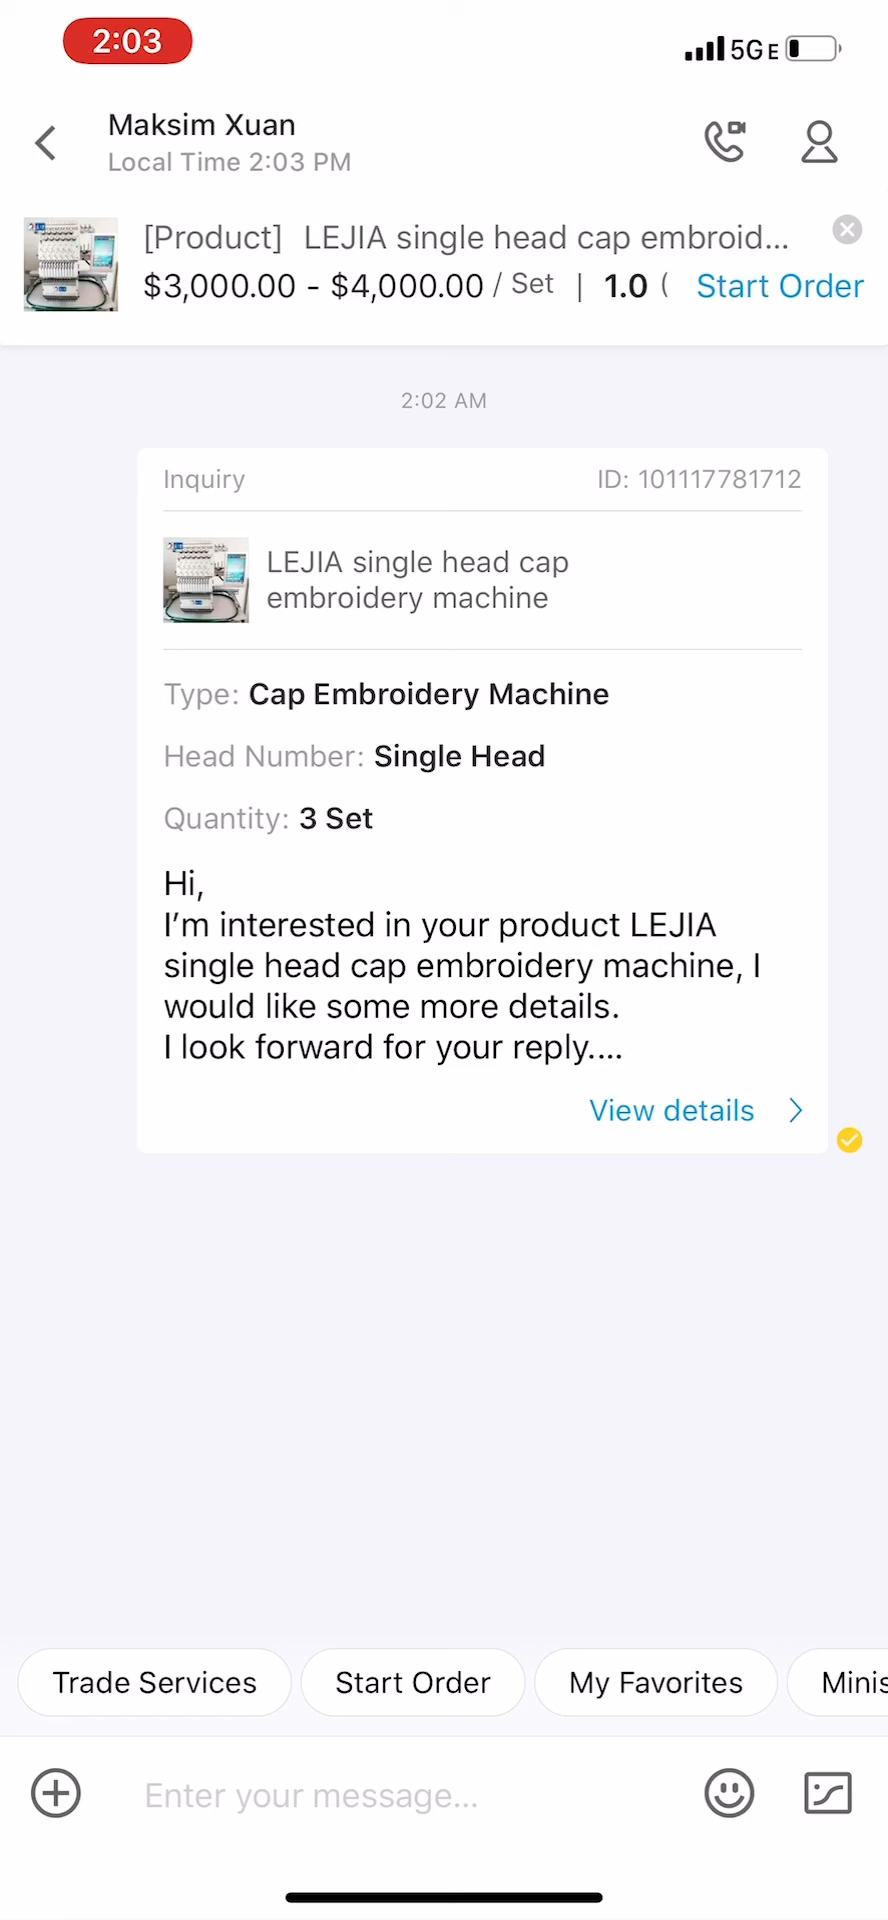 2:03
5G E
Maksim Xuan
Local Time 2:03 PM
[Product] LEJIA single head cap embroid...
$3,000.00 - $4,000.00 / Set | 1.0 ( Start Order
2:02 AM
Inquiry ID: 101117781712
LEJIA single head cap
embroidery machine
Type: Cap Embroidery Machine
Head Number: Single Head
Quantity: 3 Set
Hi,
I'm interested in your product LEJIA
single head cap embroidery machine, I
would like some more details.
I look forward for your reply....
View details
Trade Services Start Order My Favorites Minis
Enter your message...